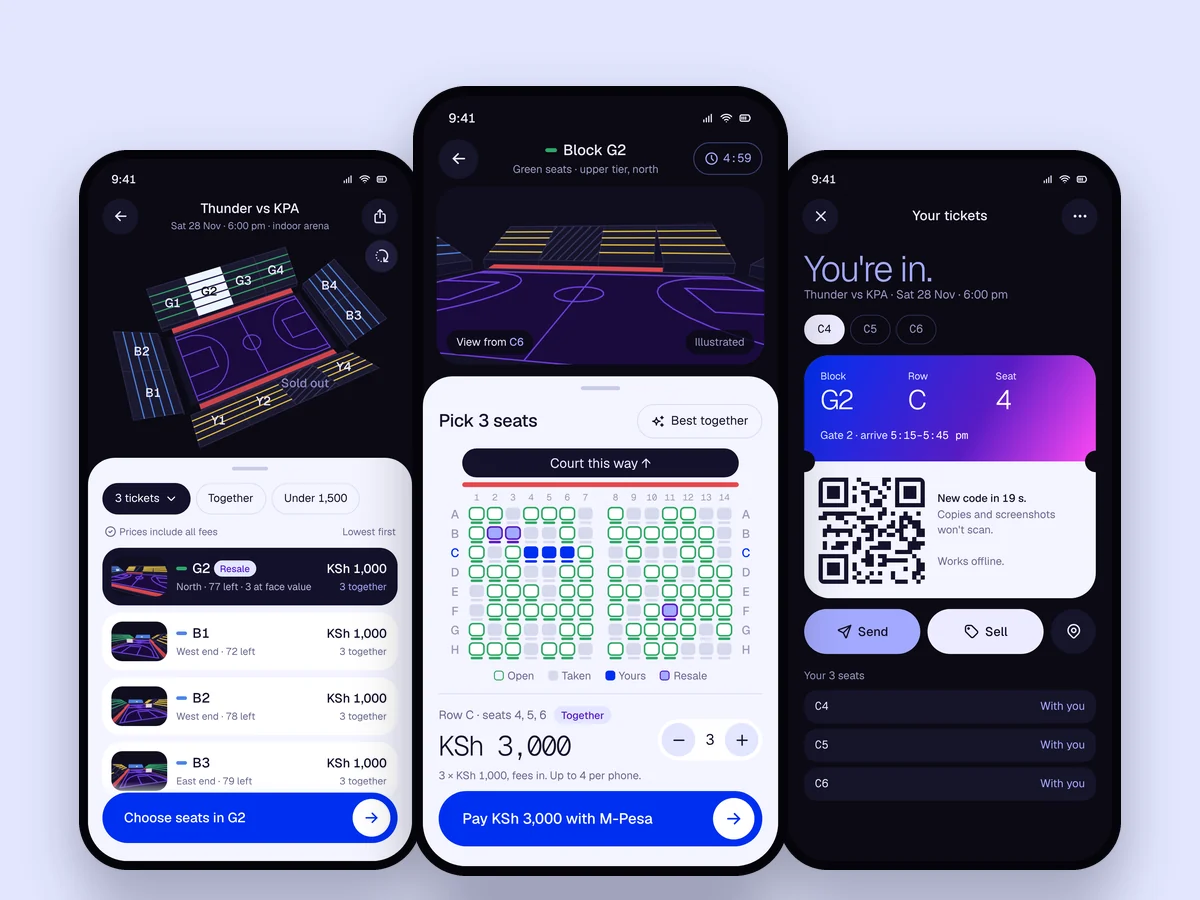 9:41
Thunder vs KPA
Sat 28 Nov · 6:00 pm · indoor arena
G1
G2
G3
G4
B4
B3
B2
B1
Y4
Sold out
Y2
Y1
3 tickets
Together
Under 1,500
Prices include all fees
Lowest first
G2 Resale
KSh 1,000
North · 77 left · 3 at face value
3 together
B1
KSh 1,000
West end · 72 left
3 together
B2
KSh 1,000
West end · 78 left
3 together
B3
KSh 1,000
East end · 79 left
3 together
Choose seats in G2
9:41
Block G2
Green seats · upper tier, north
4:59
View from C6
Illustrated
Pick 3 seats
Best together
Court this way ↑
1 2 3 4 5 6 7 8 9 10 11 12 13 14
A A
B B
C C
D D
E E
F F
G G
H H
Open Taken Yours Resale
Row C · seats 4, 5, 6 Together
KSh 3,000
− 3 +
3 × KSh 1,000, fees in. Up to 4 per phone.
Pay KSh 3,000 with M-Pesa
9:41
Your tickets
You're in.
Thunder vs KPA · Sat 28 Nov · 6:00 pm
C4 C5 C6
Block Row Seat
G2 C 4
Gate 2 · arrive 5:15–5:45 pm
New code in 19 s.
Copies and screenshots
won't scan.
Works offline.
Send
Sell
Your 3 seats
C4 With you
C5 With you
C6 With you